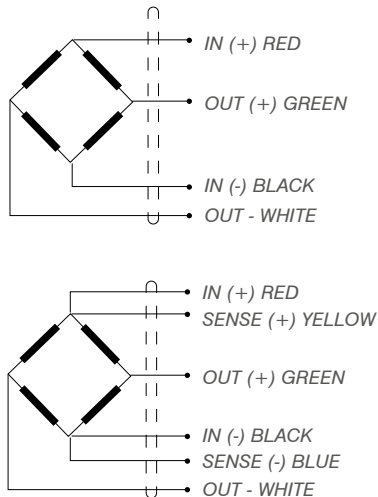 IN (+) RED
OUT (+) GREEN
IN (-) BLACK
OUT - WHITE
IN (+) RED
SENSE (+) YELLOW
OUT (+) GREEN
IN (-) BLACK
SENSE (-) BLUE
OUT - WHITE